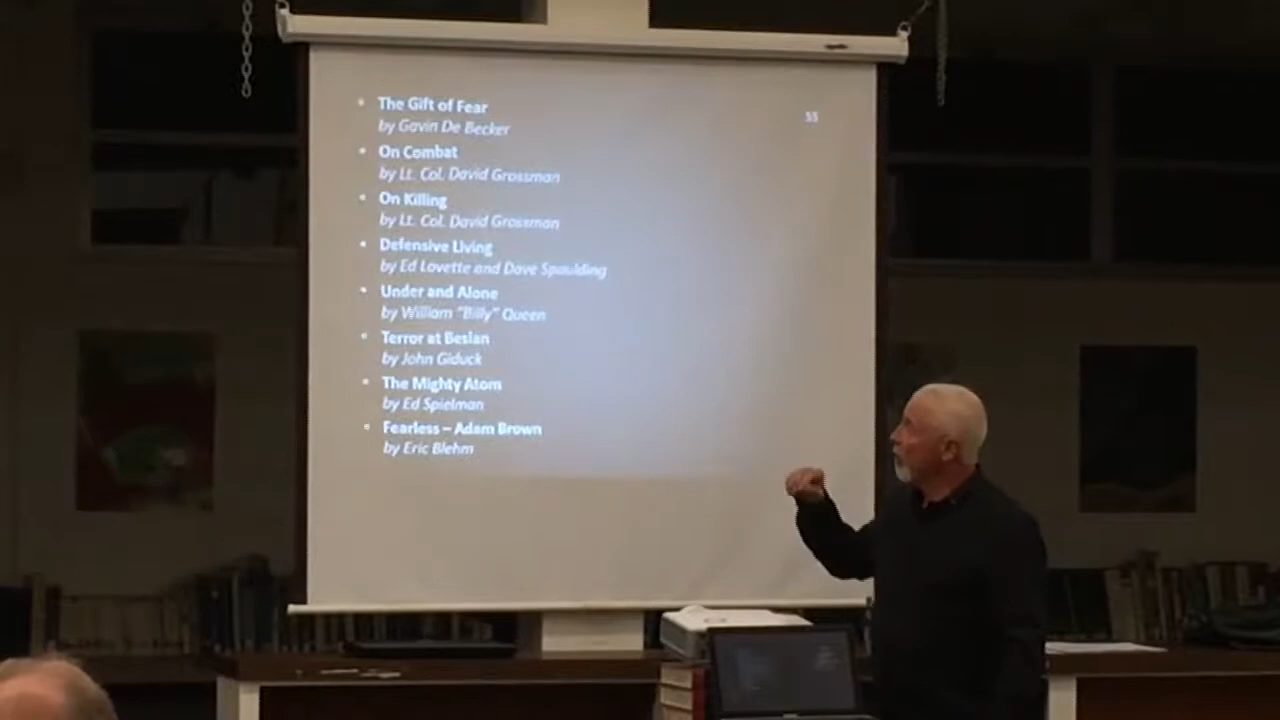 • The Gift of Fear
by Gavin De Becker
55
• On Combat
by Lt. Col. David Grossman
• On Killing
by Lt. Col. David Grossman
• Defensive Living
by Ed Lovette and Dave Spaulding
• Under and Alone
by William "Billy" Queen
• Terror at Beslan
by John Giduck
• The Mighty Atom
by Ed Spielman
• Fearless – Adam Brown
by Eric Blehm